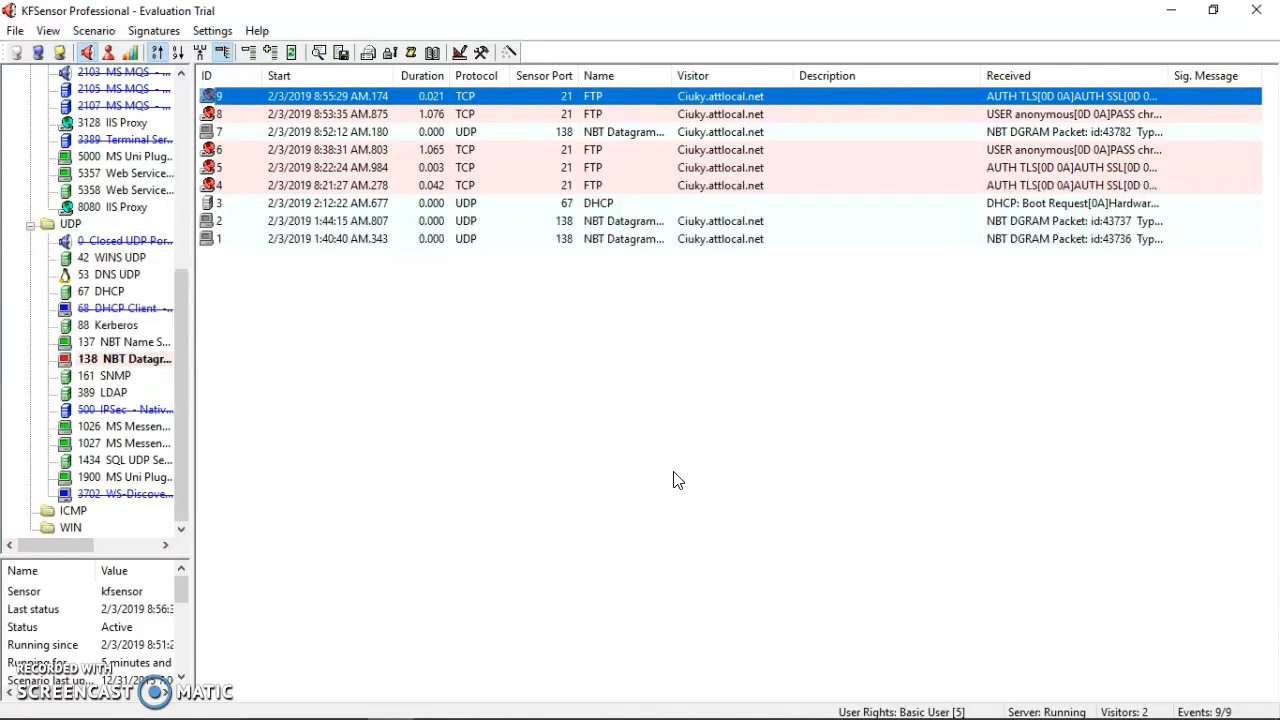 KFSensor Professional - Evaluation Trial
File View Scenario Signatures Settings Help
ID Start Duration Protocol Sensor Port Name Visitor Description Received Sig. Message
9 2/3/2019 8:55:29 AM.174 0.021 TCP 21 FTP Ciuky.attlocal.net AUTH TLS[0D 0A]AUTH SSL[0D 0...
8 2/3/2019 8:53:35 AM.875 1.076 TCP 21 FTP Ciuky.attlocal.net USER anonymous[0D 0A]PASS chr...
7 2/3/2019 8:52:12 AM.180 0.000 UDP 138 NBT Datagram... Ciuky.attlocal.net NBT DGRAM Packet: id:43782 Typ...
6 2/3/2019 8:38:31 AM.803 1.065 TCP 21 FTP Ciuky.attlocal.net USER anonymous[0D 0A]PASS chr...
5 2/3/2019 8:22:24 AM.984 0.003 TCP 21 FTP Ciuky.attlocal.net AUTH TLS[0D 0A]AUTH SSL[0D 0...
4 2/3/2019 8:21:27 AM.278 0.042 TCP 21 FTP Ciuky.attlocal.net AUTH TLS[0D 0A]AUTH SSL[0D 0...
3 2/3/2019 2:12:22 AM.677 0.000 UDP 67 DHCP DHCP: Boot Request[0A]Hardwar...
2 2/3/2019 1:44:15 AM.807 0.000 UDP 138 NBT Datagram... Ciuky.attlocal.net NBT DGRAM Packet: id:43737 Typ...
1 2/3/2019 1:40:40 AM.343 0.000 UDP 138 NBT Datagram... Ciuky.attlocal.net NBT DGRAM Packet: id:43736 Typ...
2103 MS MQS - ...
2105 MS MQS - ...
2107 MS MQS - ...
3128 IIS Proxy
3389 Terminal Ser...
5000 MS Uni Plug...
5357 Web Service...
5358 Web Service...
8080 IIS Proxy
UDP
0 Closed UDP Por...
42 WINS UDP
53 DNS UDP
67 DHCP
68 DHCP Client -...
88 Kerberos
137 NBT Name S...
138 NBT Datagr...
161 SNMP
389 LDAP
500 IPSec - Nativ...
1026 MS Messen...
1027 MS Messen...
1434 SQL UDP Se...
1900 MS Uni Plug...
3702 WS-Discove...
ICMP
WIN
Name Value
Sensor kfsensor
Last status 2/3/2019 8:56:3
Status Active
Running since 2/3/2019 8:51:2
Running for 5 minutes and
Scenario last up... 12/31/2015 7:0
RECORDED WITH
SCREENCAST MATIC
User Rights: Basic User [5] Server: Running Visitors: 2 Events: 9/9